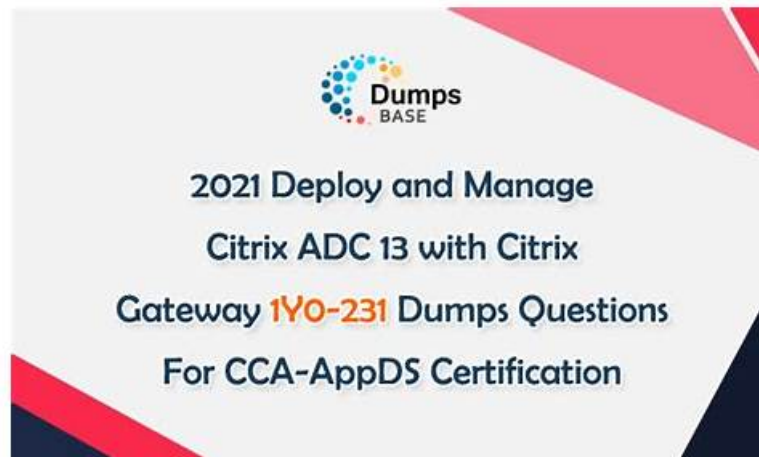 Dumps
BASE
2021 Deploy and Manage
Citrix ADC 13 with Citrix
Gateway 1Y0-231 Dumps Questions
For CCA-AppDS Certification